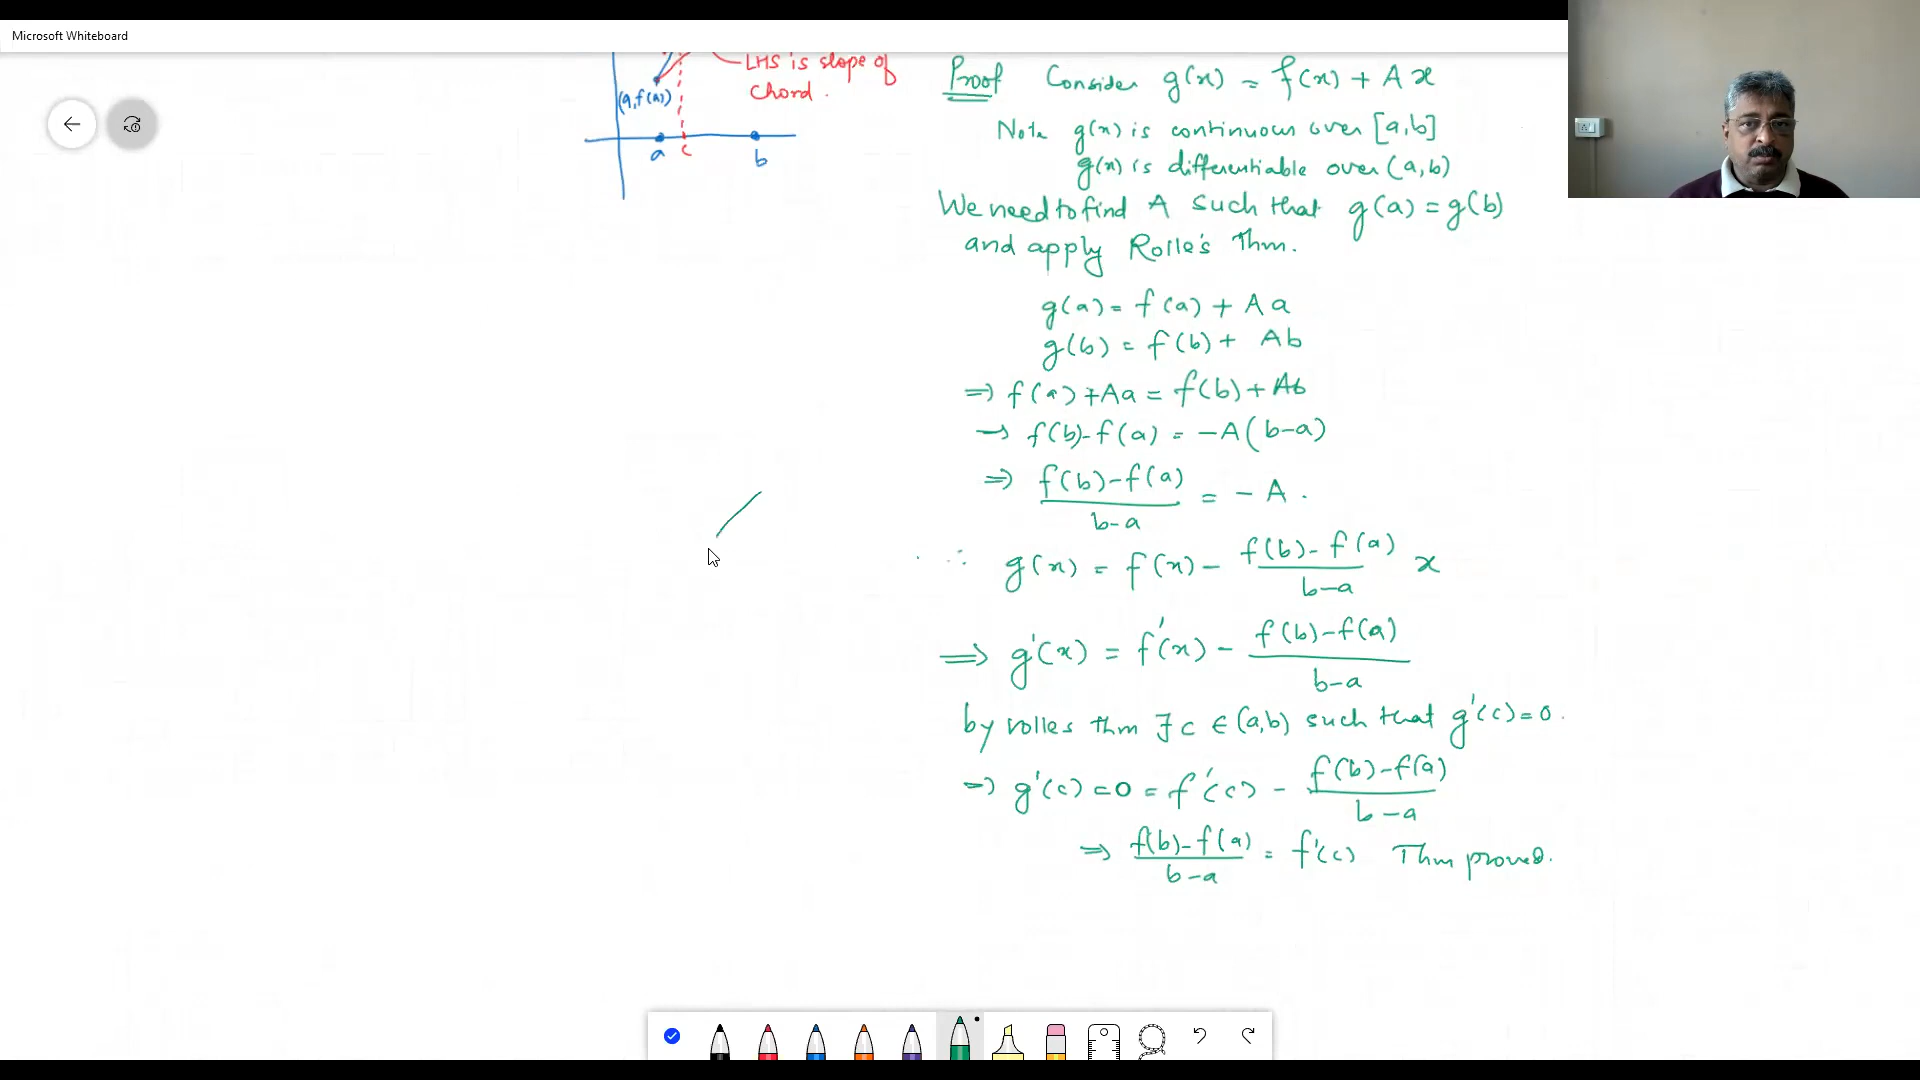 Microsoft Whiteboard
LHS is slope of
Chord.
(a,f(a))
a c b
Proof Consider g(x) = f(x) + A x
Note g(x) is continuous over [a,b]
g(x) is differentiable over (a,b)
We need to find A such that g(a) = g(b)
and apply Rolle's Thm.
g(a) = f(a) + A a
g(b) = f(b) + Ab
⇒ f(a) + Aa = f(b) + Ab
→ f(b) - f(a) = -A(b-a)
⇒ f(b)-f(a) / b-a = - A .
∴ g(x) = f(x) - f(b)-f(a) / b-a x
⇒ g'(x) = f'(x) - f(b)-f(a) / b-a
by rolles thm ∃ c ∈ (a,b) such that g'(c) = 0.
⇒ g'(c) = 0 = f'(c) - f(b)-f(a) / b-a
⇒ f(b)-f(a) / b-a = f'(c) Thm proved.